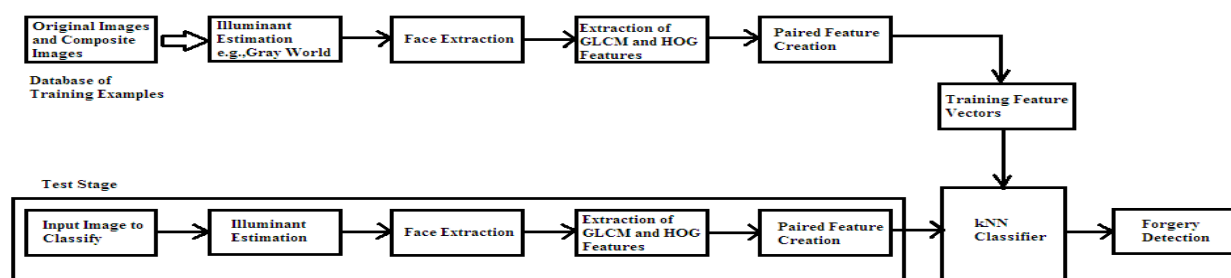 Original Images
and Composite
Images
Illuminant
Estimation
e.g.,Gray World
Face Extraction
Extraction of
GLCM and HOG
Features
Paired Feature
Creation
Database of
Training Examples
Training Feature
Vectors
Test Stage
Input Image to
Classify
Illuminant
Estimation
Face Extraction
Extraction of
GLCM and HOG
Features
Paired Feature
Creation
kNN
Classifier
Forgery
Detection